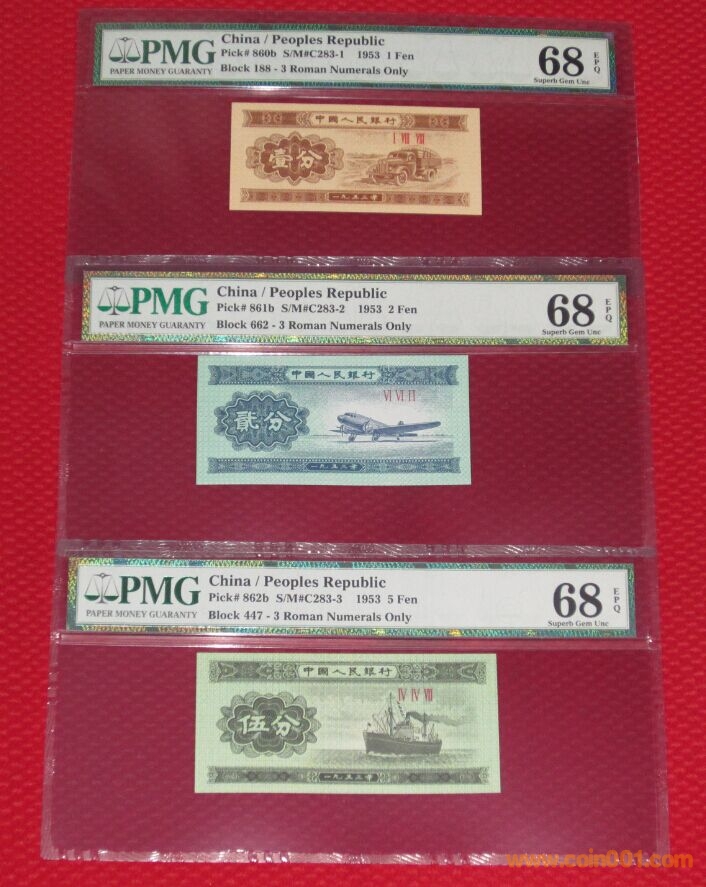 PMG
PAPER MONEY GUARANTY
China / Peoples Republic
Pick# 860b S/M#C283-1 1953 1 Fen
Block 188 - 3 Roman Numerals Only
68 EPQ
Superb Gem Unc
中國人民銀行
I VIII VIII
壹分
一九五三年
PMG
PAPER MONEY GUARANTY
China / Peoples Republic
Pick# 861b S/M#C283-2 1953 2 Fen
Block 662 - 3 Roman Numerals Only
68 EPQ
Superb Gem Unc
中國人民銀行
VI VI II
貳分
一九五三年
PMG
PAPER MONEY GUARANTY
China / Peoples Republic
Pick# 862b S/M#C283-3 1953 5 Fen
Block 447 - 3 Roman Numerals Only
68 EPQ
Superb Gem Unc
中國人民銀行
IV IV VII
伍分
一九五三年
www.coin001.com